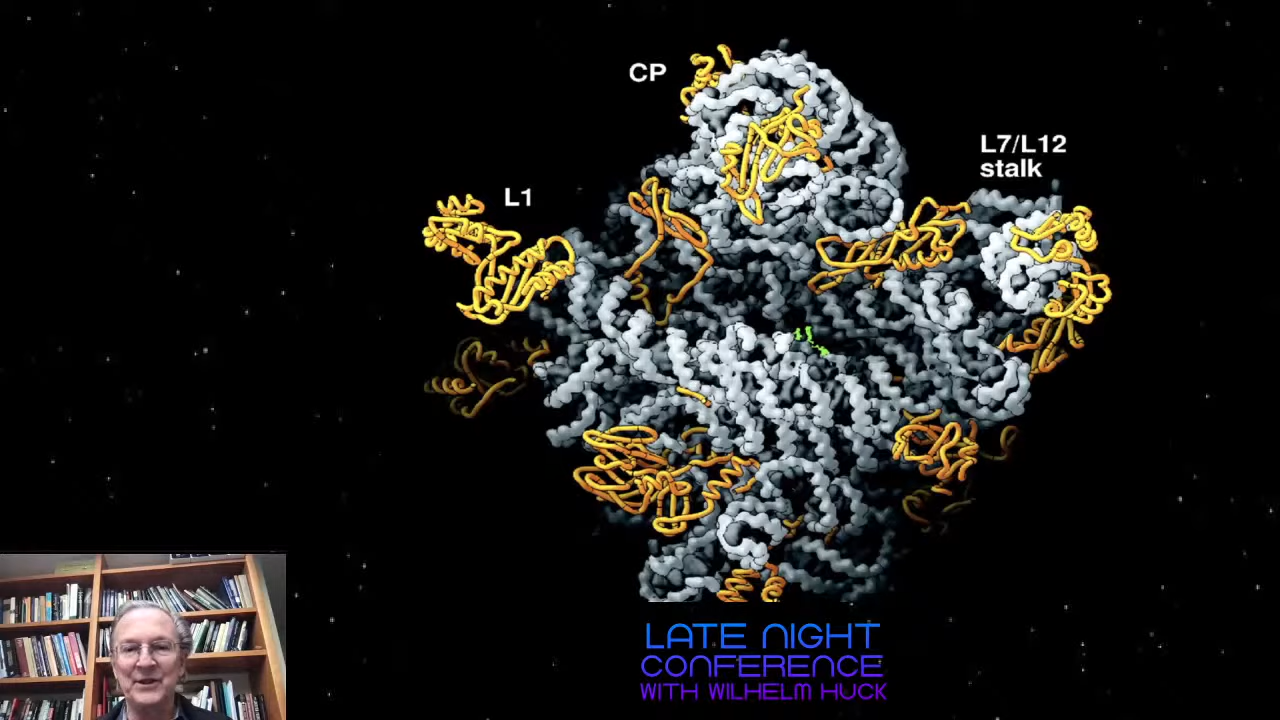 CP
L7/L12
stalk
L1
LATE NIGHT
CONFERENCE
WITH WILHELM HUCK